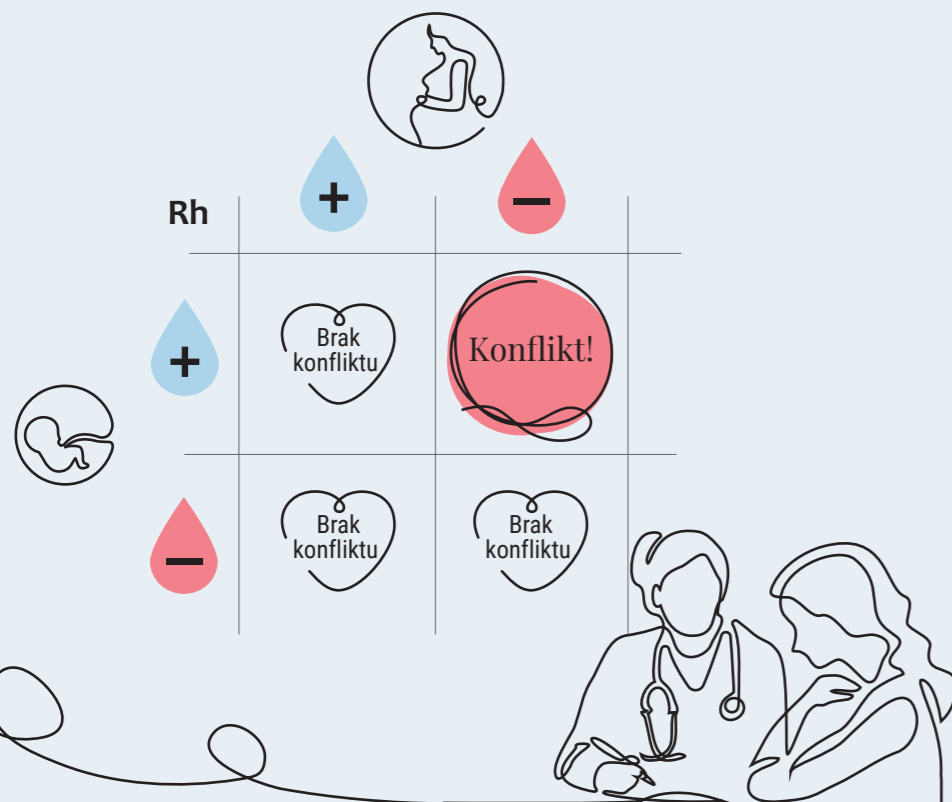 +
−
Rh
+
Brak
konfliktu
Konflikt!
−
Brak
konfliktu
Brak
konfliktu